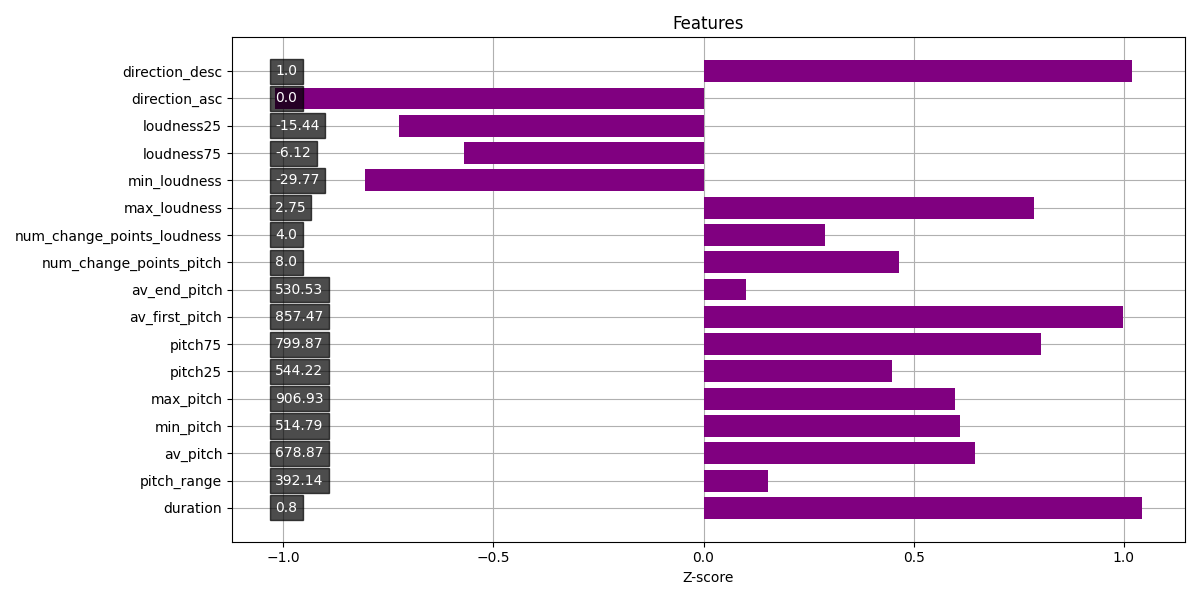 Features
direction_desc 1.0
direction_asc 0.0
loudness25 -15.44
loudness75 -6.12
min_loudness -29.77
max_loudness 2.75
num_change_points_loudness 4.0
num_change_points_pitch 8.0
av_end_pitch 530.53
av_first_pitch 857.47
pitch75 799.87
pitch25 544.22
max_pitch 906.93
min_pitch 514.79
av_pitch 678.87
pitch_range 392.14
duration 0.8
−1.0 −0.5 0.0 0.5 1.0
Z-score